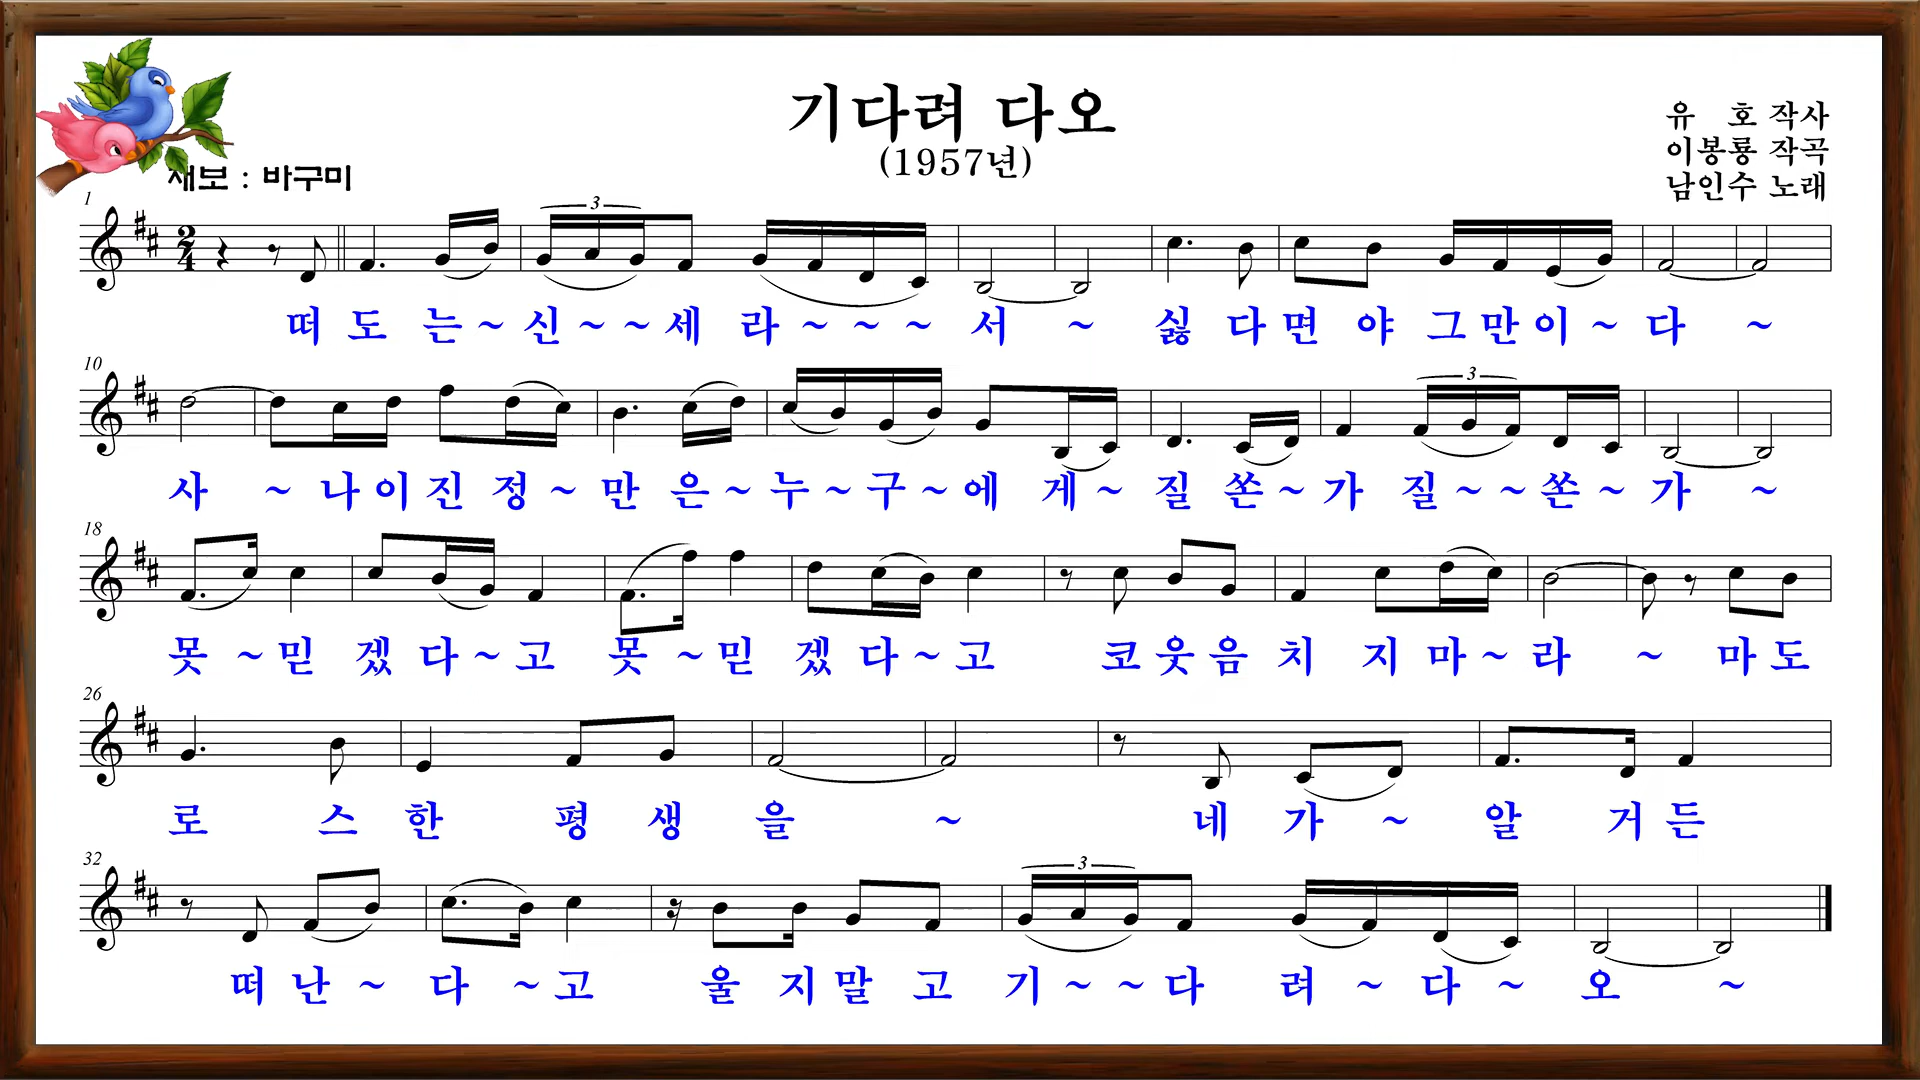 기다려 다오
(1957년)
유 호 작사
이봉룡 작곡
남인수 노래
채보 : 바구미
1
3
2
4
떠 도 는 ~ 신 ~ ~ 세 라 ~ ~ ~ 서 ~ 싫 다 면 야 그 만 이 ~ 다 ~
10
3
사 ~ 나 이 진 정 ~ 만 은 ~ 누 ~ 구 ~ 에 게 ~ 질 쏜 ~ 가 질 ~ ~ 쏜 ~ 가 ~
18
못 ~ 믿 겠 다 ~ 고 못 ~ 믿 겠 다 ~ 고 코 웃 음 치 지 마 ~ 라 ~ 마 도
26
로 스 한 평 생 을 ~ 네 가 ~ 알 거 든
32
3
떠 난 ~ 다 ~ 고 울 지 말 고 기 ~ ~ 다 려 ~ 다 ~ 오 ~